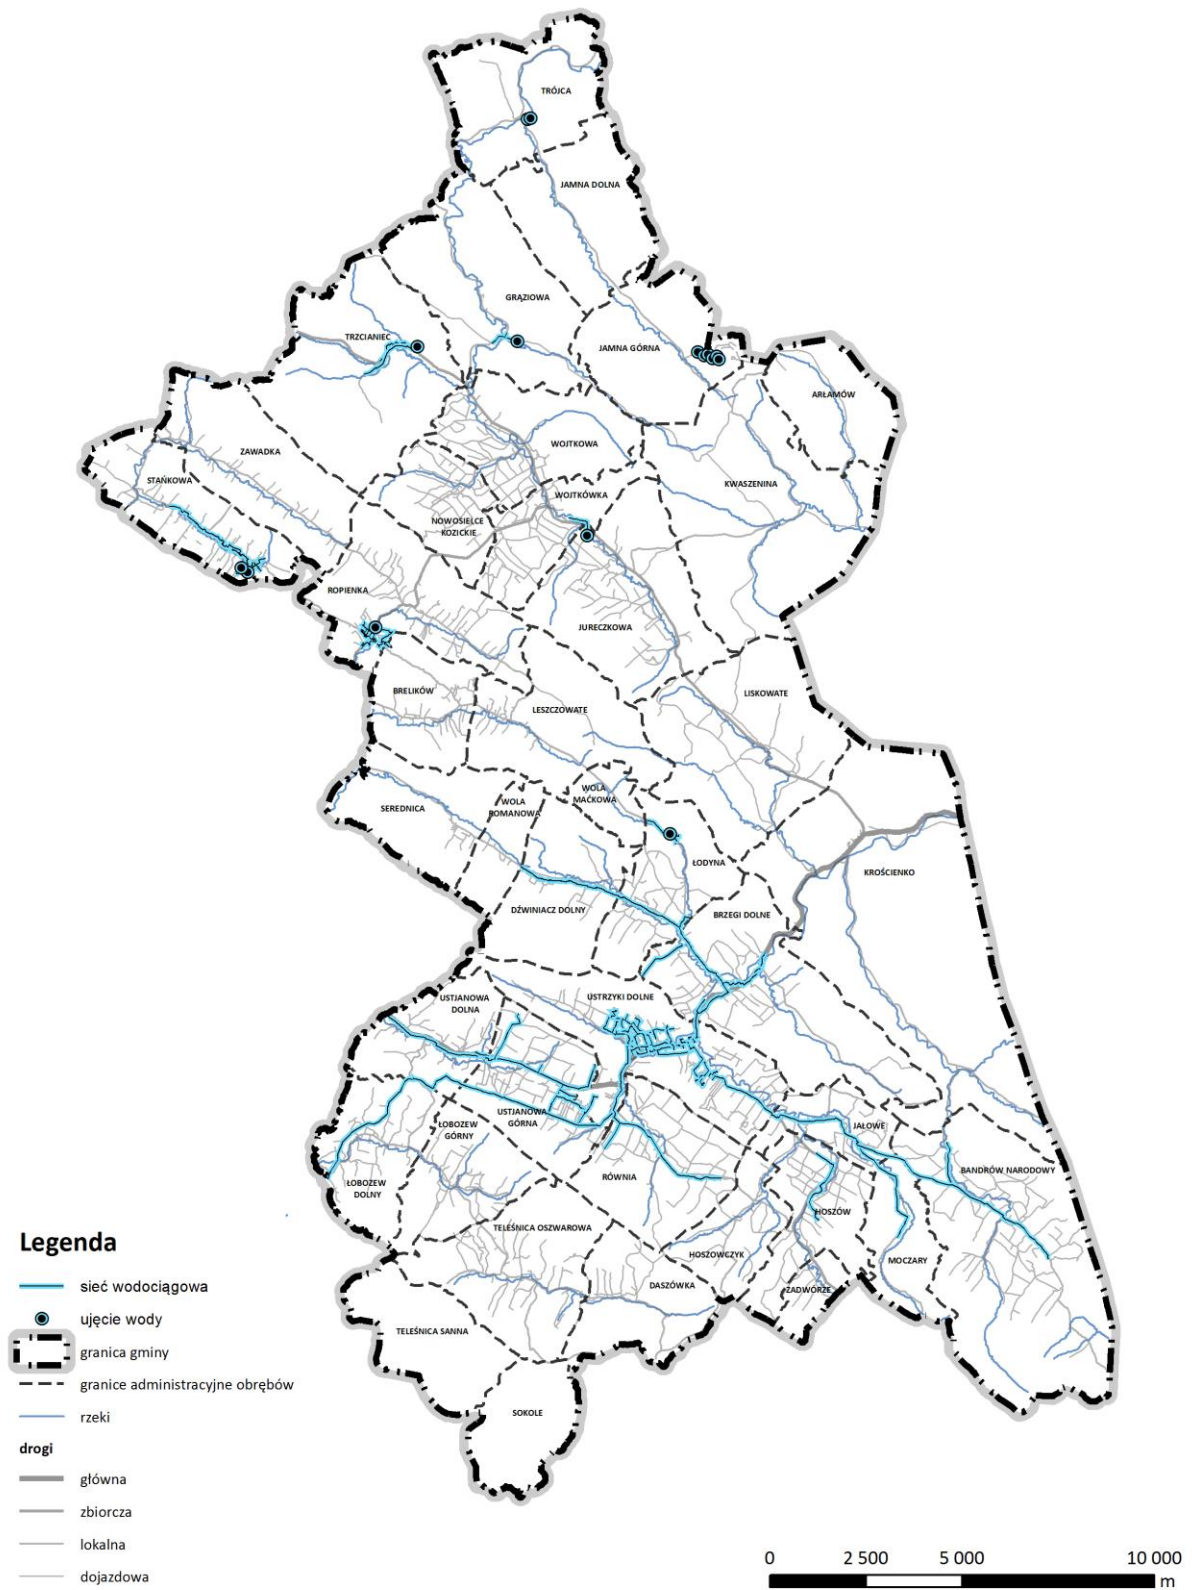 TRÓJCA
JAMNA DOLNA
GRĄZIOWA
TRZCIANIEC
JAMNA GÓRNA
ARŁAMÓW
WOJTKOWA
ZAWADKA
STAŃKOWA
KWASZENINA
WOJTKÓWKA
NOWOSIELCE
KOZICKIE
ROPIENKA
JURECZKOWA
BRELIKÓW
LISKOWATE
LESZCZOWATE
WOLA
MAĆKOWA
SEREDNICA
WOLA
ROMANOWA
ŁODYNA
KROŚCIENKO
DŹWINIACZ DOLNY
BRZEGI DOLNE
USTJANOWA
DOLNA
USTRZYKI DOLNE
USTJANOWA
GÓRNA
ŁOBOZEW
GÓRNY
JAŁOWE
BANDRÓW NARODOWY
RÓWNIA
ŁOBOZEW
DOLNY
HOSZÓW
TELEŚNICA OSZWAROWA
HOSZOWCZYK
MOCZARY
DASZÓWKA
ZADWÓRZE
TELEŚNICA SANNA
SOKOLE
Legenda
sieć wodociągowa
ujęcie wody
granica gminy
granice administracyjne obrębów
rzeki
drogi
główna
zbiorcza
lokalna
dojazdowa
0 2 500 5 000 10 000
m